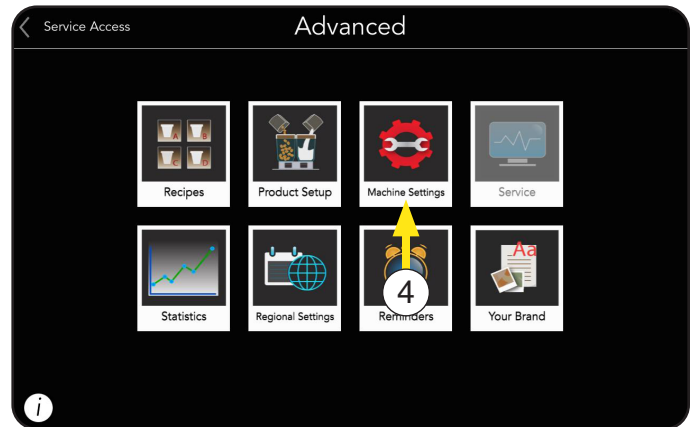 Service Access
Advanced
A B
C D
Recipes
Product Setup
Machine Settings
Service
Aa
4
Statistics
Regional Settings
Reminders
Your Brand
i